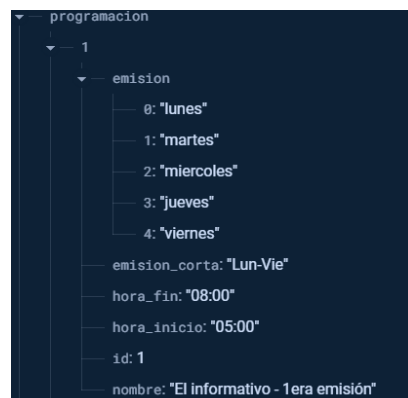 programacion
1
emision
0: "lunes"
1: "martes"
2: "miercoles"
3: "jueves"
4: "viernes"
emision_corta: "Lun-Vie"
hora_fin: "08:00"
hora_inicio: "05:00"
id: 1
nombre: "El informativo - 1era emisión"